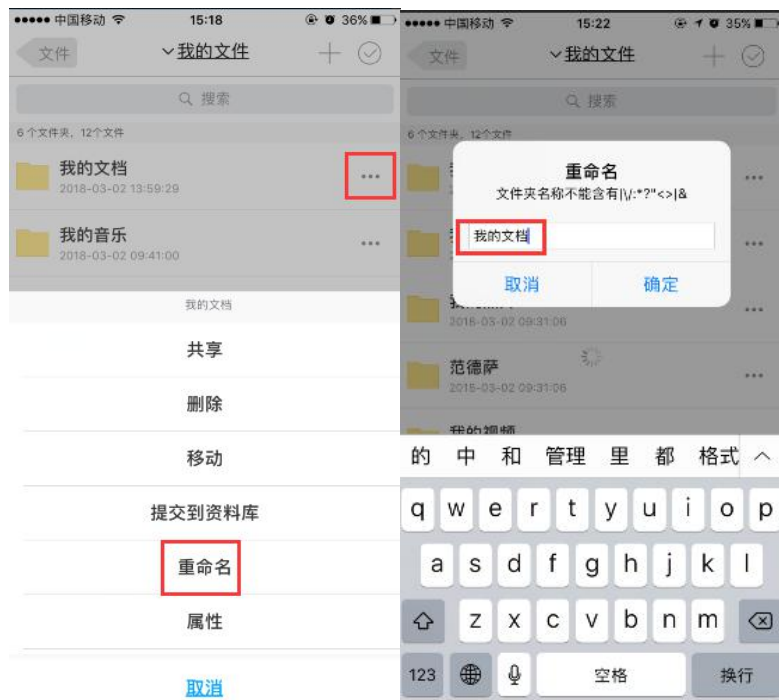 中国移动 15:18 36%
文件 我的文件
搜索
6个文件夹，12个文件
我的文档
2018-03-02 13:59:29
我的音乐
2018-03-02 09:41:00
我的文档
共享
删除
移动
提交到资料库
重命名
属性
取消
中国移动 15:22 35%
文件 我的文件
搜索
6个文件夹，12个文件
重命名
文件夹名称不能含有|\/:*?"<>|&
我的文档
取消 确定
2018-03-02 09:31:06
范德萨
2018-03-02 09:31:06
我的视频
的 中 和 管理 里 都 格式
q w e r t y u i o p
a s d f g h j k l
z x c v b n m
123 空格 换行